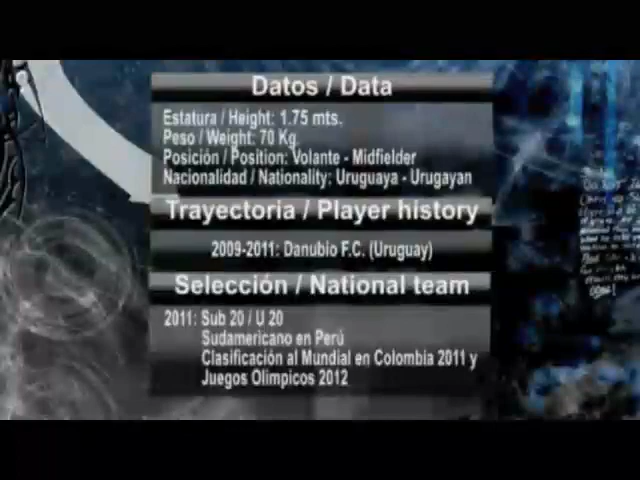 Datos / Data
Estatura / Height: 1.75 mts.
Peso / Weight: 70 Kg.
Posición / Position: Volante - Midfielder
Nacionalidad / Nationality: Uruguaya - Urugayan
Trayectoria / Player history
2009-2011: Danubio F.C. (Uruguay)
Selección / National team
2011: Sub 20 / U 20
Sudamericano en Perú
Clasificación al Mundial en Colombia 2011 y
Juegos Olimpicos 2012